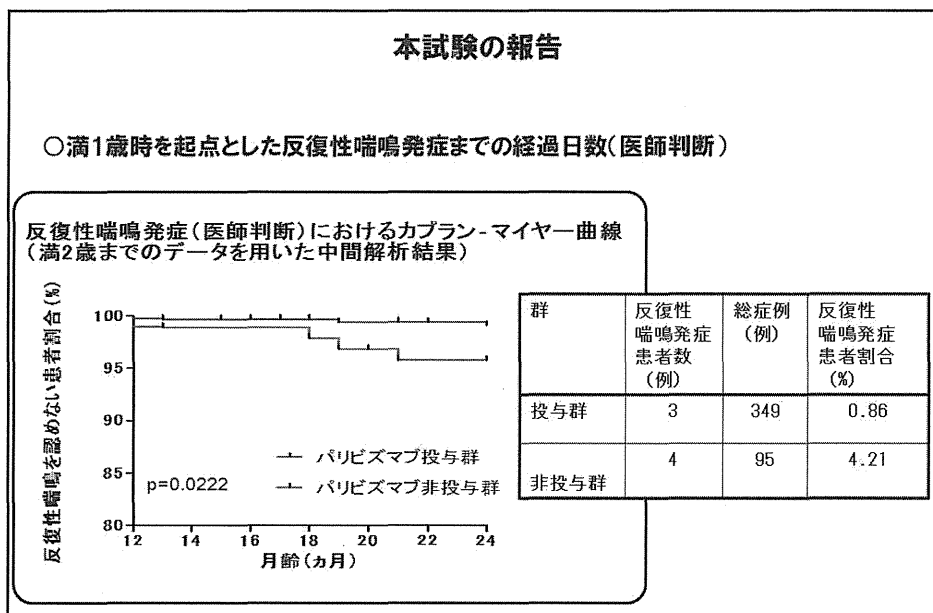 本試験の報告
○満1歳時を起点とした反復性喘鳴発症までの経過日数(医師判断)
反復性喘鳴発症(医師判断)におけるカプラン-マイヤー曲線
(満2歳までのデータを用いた中間解析結果)
反復性喘鳴を認めない患者割合(%)
100
95
90
85
80
パリビズマブ投与群
パリビズマブ非投与群
p=0.0222
12 14 16 18 20 22 24
月齢(ヵ月)
群 反復性 総症例 反復性
喘鳴発症 (例) 喘鳴発症
患者数 患者割合
(例) (%)
投与群 3 349 0.86
4 95 4.21
非投与群